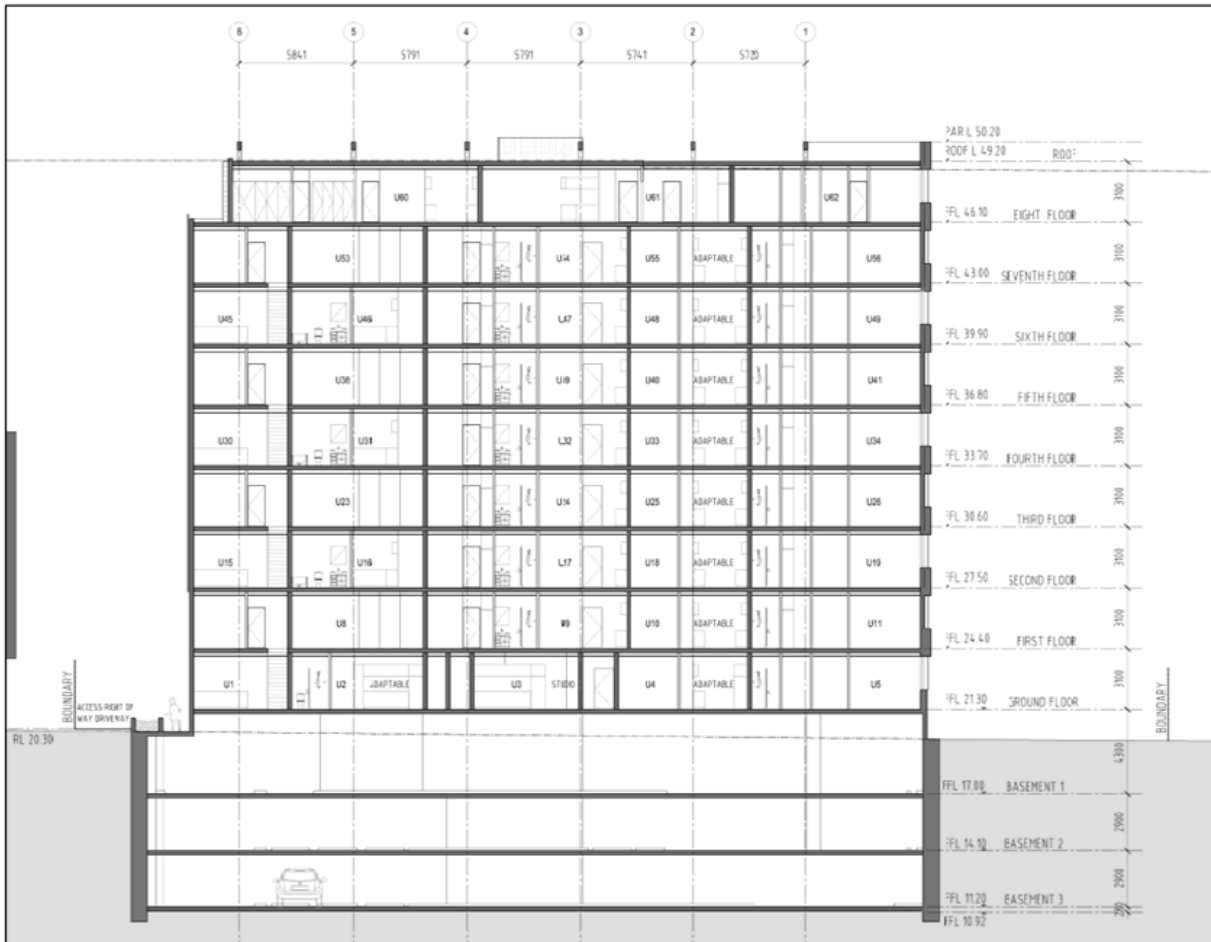 6 5 4 3 2 1
5841 5791 5791 5741 5720
PAR L 50.20
ROOF L 49.20 ROOF
U60 U61 U62
3100
FFL 46.10 EIGHT FLOOR
U53 U54 U55 ADAPTABLE U56
3100
FFL 43.00 SEVENTH FLOOR
U45 U46 U47 U48 ADAPTABLE U49
3100
FFL 39.90 SIXTH FLOOR
U38 U39 U40 ADAPTABLE U41
3100
FFL 36.80 FIFTH FLOOR
U30 U31 U32 U33 ADAPTABLE U34
3100
FFL 33.70 FOURTH FLOOR
U23 U24 U25 ADAPTABLE U26
3100
FFL 30.60 THIRD FLOOR
U15 U16 U17 U18 ADAPTABLE U19
3100
FFL 27.50 SECOND FLOOR
U8 U9 U10 ADAPTABLE U11
3100
FFL 24.40 FIRST FLOOR
U1 U2 ADAPTABLE U3 STUDIO U4 ADAPTABLE U5
3100
FFL 21.30 GROUND FLOOR
BOUNDARY
ACCESS RIGHT OF
WAY DRIVEWAY
BOUNDARY
RL 20.30
4300
FFL 17.00 BASEMENT 1
2900
FFL 14.10 BASEMENT 2
2900
FFL 11.20 BASEMENT 3
280
FFL 10.92